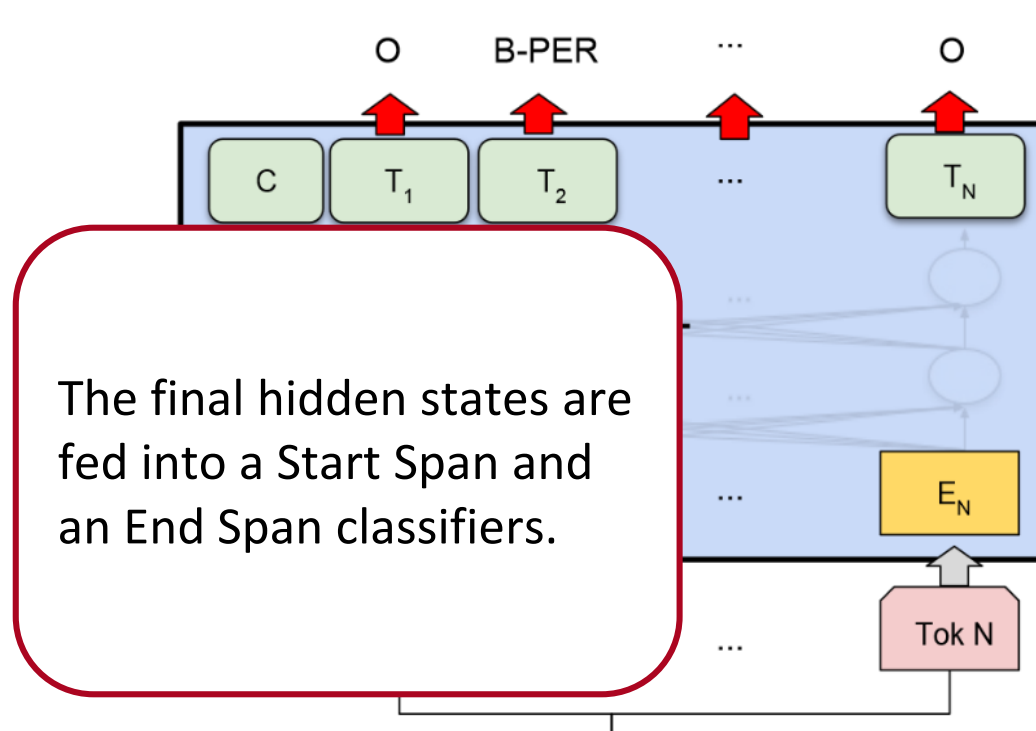 O B-PER ... O
C T1 T2 ... TN
...
The final hidden states are
fed into a Start Span and
an End Span classifiers.
...
... EN
... Tok N